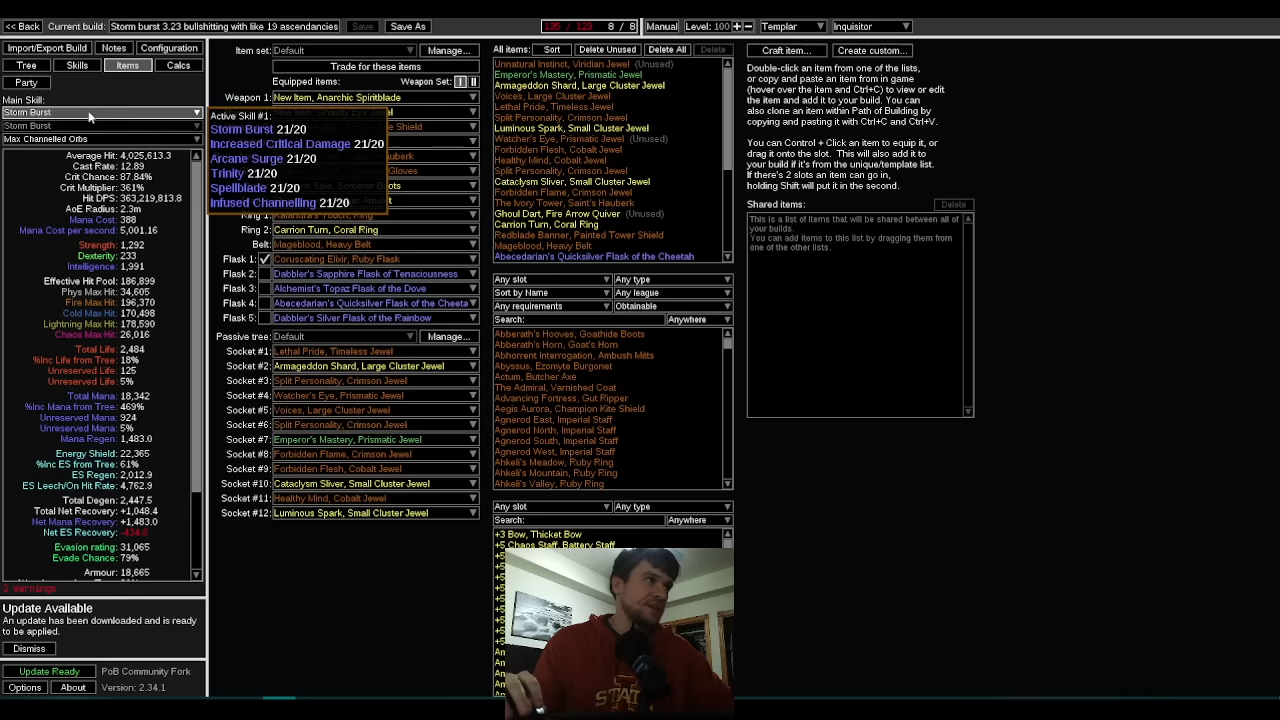 << Back
Current build: Storm burst 3.23 bullshitting with like 19 ascendancies
Save
Save As
135 / 123 8 / 8
Manual
Level: 100
Templar
Inquisitor
Import/Export Build
Notes
Configuration
Tree
Skills
Items
Calcs
Party
Main Skill:
Storm Burst
Storm Burst
Max Channelled Orbs
Average Hit: 4,025,613.3
Cast Rate: 12.89
Crit Chance: 87.84%
Crit Multiplier: 361%
Hit DPS: 363,219,813.8
AoE Radius: 2.3m
Mana Cost: 388
Mana Cost per second: 5,001.16
Strength: 1,292
Dexterity: 233
Intelligence: 1,991
Effective Hit Pool: 186,899
Phys Max Hit: 34,605
Fire Max Hit: 196,370
Cold Max Hit: 170,498
Lightning Max Hit: 178,590
Chaos Max Hit: 26,016
Total Life: 2,484
%Inc Life from Tree: 18%
Unreserved Life: 125
Unreserved Life: 5%
Total Mana: 18,342
%Inc Mana from Tree: 469%
Unreserved Mana: 924
Unreserved Mana: 5%
Mana Regen: 1,483.0
Energy Shield: 22,365
%Inc ES from Tree: 61%
ES Regen: 2,012.9
ES Leech/On Hit Rate: 4,762.9
Total Degen: 2,447.5
Total Net Recovery: +1,048.4
Net Mana Recovery: +1,483.0
Net ES Recovery: -434.6
Evasion rating: 31,065
Evade Chance: 79%
Armour: 18,665
2 warnings
Update Available
An update has been downloaded and is ready
to be applied.
Dismiss
Update Ready
PoB Community Fork
Options
About
Version: 2.34.1
Active Skill #1:
Storm Burst 21/20
Increased Critical Damage 21/20
Arcane Surge 21/20
Trinity 21/20
Spellblade 21/20
Infused Channelling 21/20
Item set: Default
Manage...
Trade for these items
Equipped items:
Weapon Set: I II
Weapon 1: New Item, Anarchic Spiritblade
Shield
Gloves
Ring 1: Kalandra's Touch, Ring
Ring 2: Carrion Turn, Coral Ring
Belt: Mageblood, Heavy Belt
Flask 1: Coruscating Elixir, Ruby Flask
Flask 2: Dabbler's Sapphire Flask of Tenaciousness
Flask 3: Alchemist's Topaz Flask of the Dove
Flask 4: Abecedarian's Quicksilver Flask of the Cheeta
Flask 5: Dabbler's Silver Flask of the Rainbow
Passive tree: Default
Manage...
Socket #1: Lethal Pride, Timeless Jewel
Socket #2: Armageddon Shard, Large Cluster Jewel
Socket #3: Split Personality, Crimson Jewel
Socket #4: Watcher's Eye, Prismatic Jewel
Socket #5: Voices, Large Cluster Jewel
Socket #6: Split Personality, Crimson Jewel
Socket #7: Emperor's Mastery, Prismatic Jewel
Socket #8: Forbidden Flame, Crimson Jewel
Socket #9: Forbidden Flesh, Cobalt Jewel
Socket #10: Cataclysm Sliver, Small Cluster Jewel
Socket #11: Healthy Mind, Cobalt Jewel
Socket #12: Luminous Spark, Small Cluster Jewel
All items:
Sort
Delete Unused
Delete All
Delete
Unnatural Instinct, Viridian Jewel (Unused)
Emperor's Mastery, Prismatic Jewel
Armageddon Shard, Large Cluster Jewel
Voices, Large Cluster Jewel
Lethal Pride, Timeless Jewel
Split Personality, Crimson Jewel
Luminous Spark, Small Cluster Jewel
Watcher's Eye, Prismatic Jewel (Unused)
Forbidden Flesh, Cobalt Jewel
Healthy Mind, Cobalt Jewel
Split Personality, Crimson Jewel
Cataclysm Sliver, Small Cluster Jewel
Forbidden Flame, Crimson Jewel
The Ivory Tower, Saint's Hauberk
Ghoul Dart, Fire Arrow Quiver (Unused)
Carrion Turn, Coral Ring
Redblade Banner, Painted Tower Shield
Mageblood, Heavy Belt
Abecedarian's Quicksilver Flask of the Cheetah
Any slot
Any type
Sort by Name
Any league
Any requirements
Obtainable
Search:
Anywhere
Abberath's Hooves, Goathide Boots
Abberath's Horn, Goat's Horn
Abhorrent Interrogation, Ambush Mitts
Abyssus, Ezomyte Burgonet
Actum, Butcher Axe
The Admiral, Varnished Coat
Advancing Fortress, Gut Ripper
Aegis Aurora, Champion Kite Shield
Agnerod East, Imperial Staff
Agnerod North, Imperial Staff
Agnerod South, Imperial Staff
Agnerod West, Imperial Staff
Ahkeli's Meadow, Ruby Ring
Ahkeli's Mountain, Ruby Ring
Ahkeli's Valley, Ruby Ring
Any slot
Any type
Search:
Anywhere
+3 Bow, Thicket Bow
+5 Chaos Staff, Battery Staff
Craft item...
Create custom...
Double-click an item from one of the lists,
or copy and paste an item from in game
(hover over the item and Ctrl+C) to view or edit
the item and add it to your build. You can
also clone an item within Path of Building by
copying and pasting it with Ctrl+C and Ctrl+V.
You can Control + Click an item to equip it, or
drag it onto the slot. This will also add it to
your build if it's from the unique/template list.
If there's 2 slots an item can go in,
holding Shift will put it in the second.
Shared items:
Delete
This is a list of items that will be shared between all of
your builds.
You can add items to this list by dragging them from
one of the other lists.
STATE